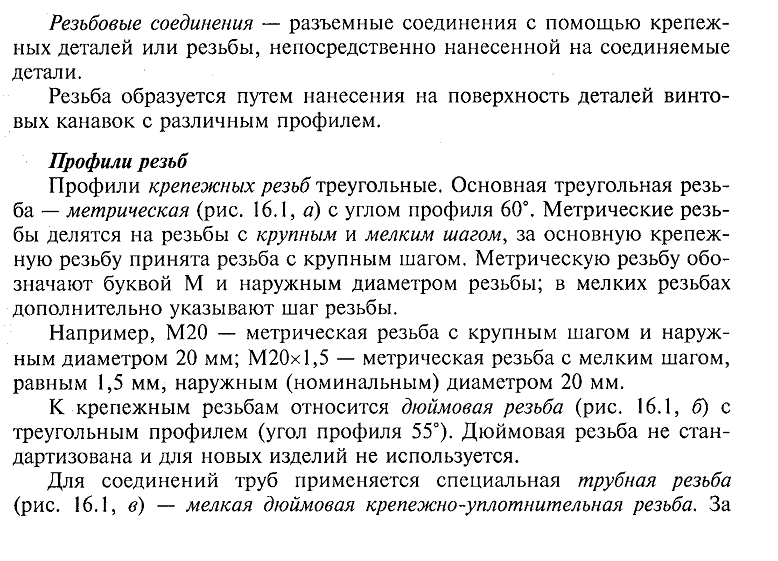 Резьбовые соединения — разъемные соединения с помощью крепеж-
ных деталей или резьбы, непосредственно нанесенной на соединяемые
детали.
Резьба образуется путем нанесения на поверхность деталей винто-
вых канавок с различным профилем.
Профили резьб
Профили крепежных резьб треугольные. Основная треугольная резь-
ба — метрическая (рис. 16.1, а) с углом профиля 60°. Метрические резь-
бы делятся на резьбы с крупным и мелким шагом, за основную крепеж-
ную резьбу принята резьба с крупным шагом. Метрическую резьбу обо-
значают буквой М и наружным диаметром резьбы; в мелких резьбах
дополнительно указывают шаг резьбы.
Например, М20 — метрическая резьба с крупным шагом и наруж-
ным диаметром 20 мм; М20×1,5 — метрическая резьба с мелким шагом,
равным 1,5 мм, наружным (номинальным) диаметром 20 мм.
К крепежным резьбам относится дюймовая резьба (рис. 16.1, б) с
треугольным профилем (угол профиля 55°). Дюймовая резьба не стан-
дартизована и для новых изделий не используется.
Для соединений труб применяется специальная трубная резьба
(рис. 16.1, в) — мелкая дюймовая крепежно-уплотнительная резьба. За